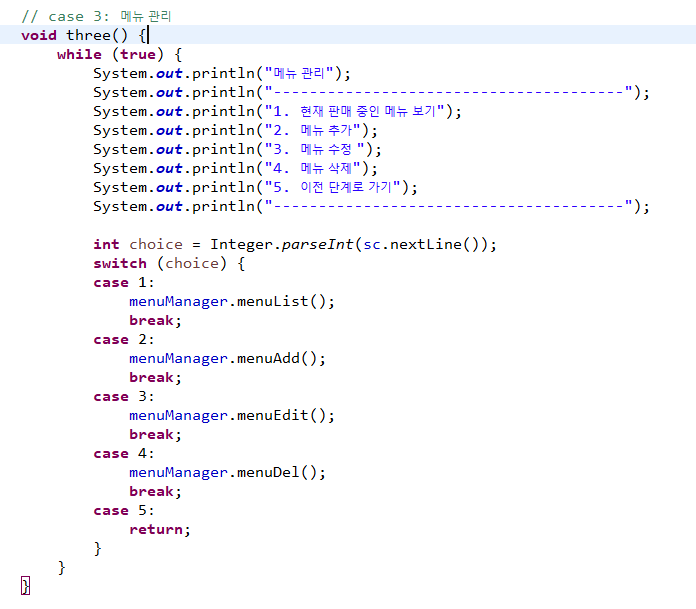 // case 3: 메뉴 관리
void three() {
while (true) {
System.out.println("메뉴 관리");
System.out.println("---------------------------------------");
System.out.println("1. 현재 판매 중인 메뉴 보기");
System.out.println("2. 메뉴 추가");
System.out.println("3. 메뉴 수정 ");
System.out.println("4. 메뉴 삭제");
System.out.println("5. 이전 단계로 가기");
System.out.println("---------------------------------------");
int choice = Integer.parseInt(sc.nextLine());
switch (choice) {
case 1:
menuManager.menuList();
break;
case 2:
menuManager.menuAdd();
break;
case 3:
menuManager.menuEdit();
break;
case 4:
menuManager.menuDel();
break;
case 5:
return;
}
}
}